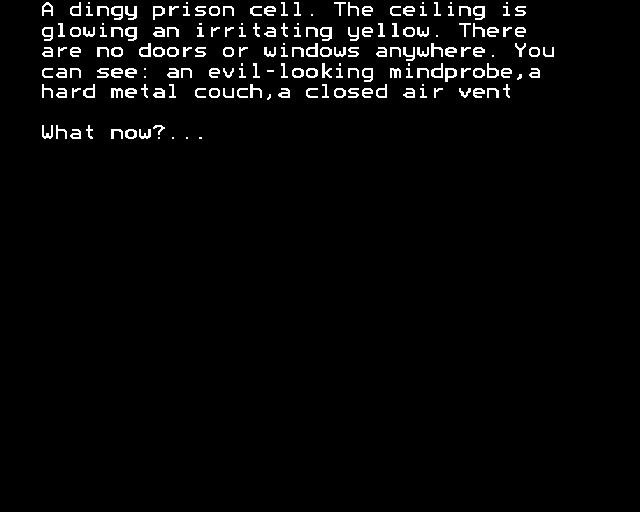 A dingy prison cell. The ceiling is
glowing an irritating yellow. There
are no doors or windows anywhere. You
can see: an evil-looking mindprobe,a
hard metal couch,a closed air vent
What now?...